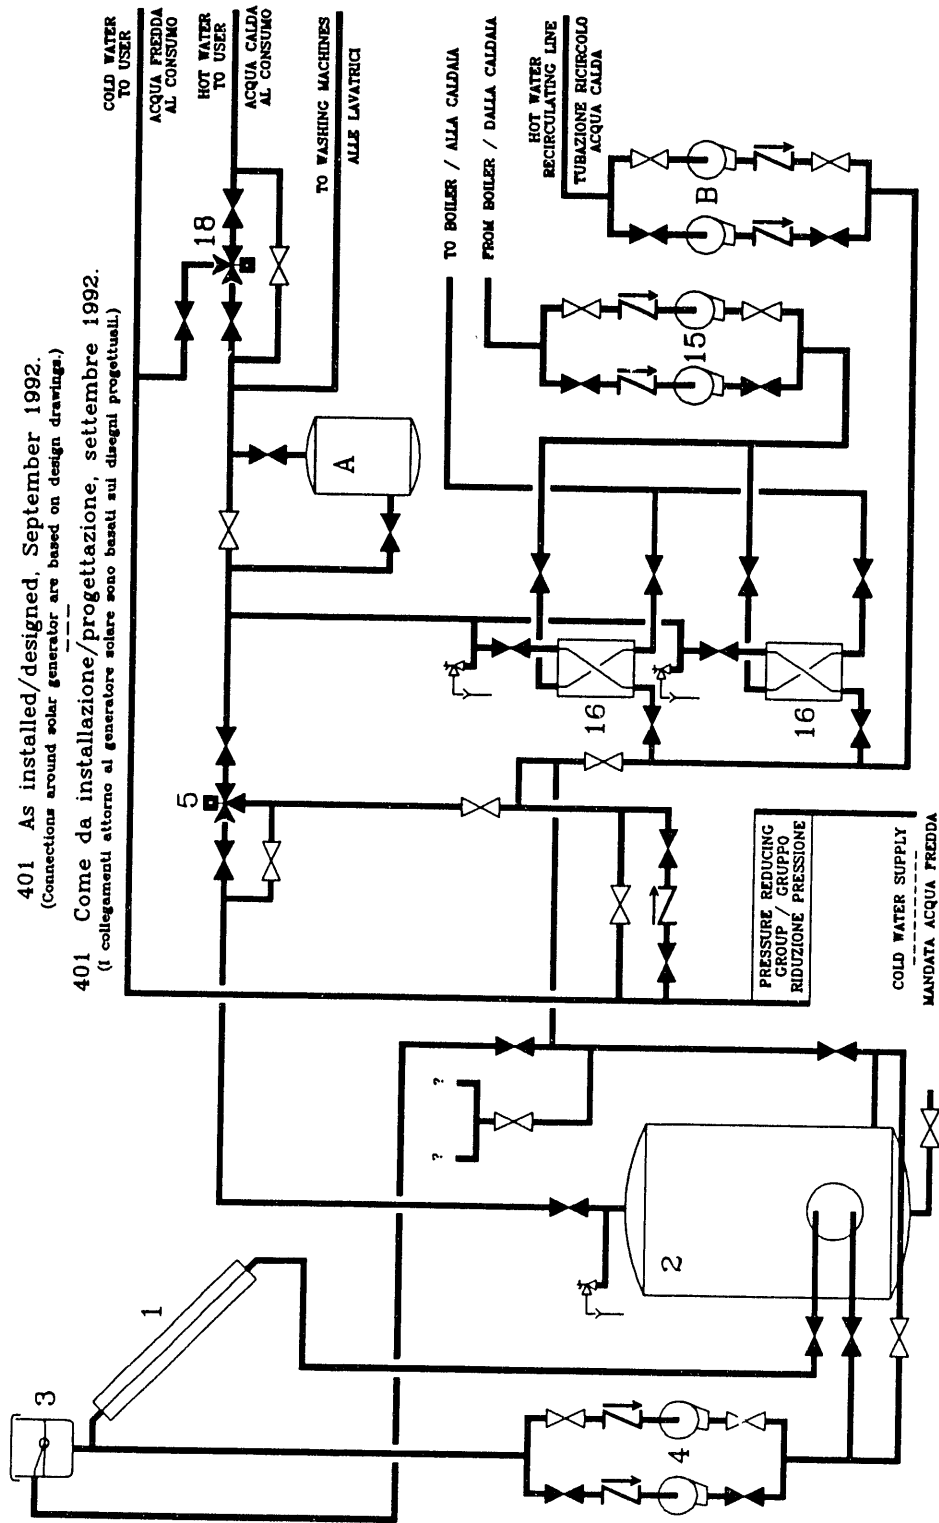 401 As installed/designed, September 1992.
(Connections around solar generator are based on design drawings.)
401 Come da installazione/progettazione, settembre 1992.
(I collegamenti attorno al generatore solare sono basati sui disegni progettuali.)
COLD WATER
TO USER
ACQUA FREDDA
AL CONSUMO
HOT WATER
TO USER
ACQUA CALDA
AL CONSUMO
TO WASHING MACHINES
ALLE LAVATRICI
TO BOILER / ALLA CALDAIA
FROM BOILER / DALLA CALDAIA
HOT WATER
RECIRCULATING LINE
TUBAZIONE RICIRCOLO
ACQUA CALDA
18
5
A
15
B
16
16
3
1
2
4
?
?
PRESSURE REDUCING
GROUP / GRUPPO
RIDUZIONE PRESSIONE
COLD WATER SUPPLY
MANDATA ACQUA FREDDA